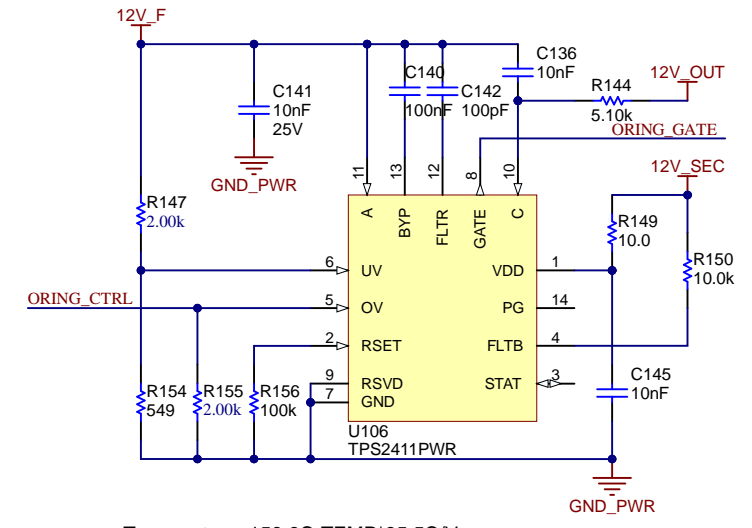 12V_F
C136
10nF
C140
100nF
C142
100pF
R144
5.10k
12V_OUT
C141
10nF
25V
GND_PWR
ORING_GATE
11
13
12
8
10
12V_SEC
R147
2.00k
A
BYP
FLTR
GATE
C
R149
10.0
R150
10.0k
6
UV
VDD
1
ORING_CTRL
5
OV
PG
14
2
RSET
FLTB
4
9
RSVD
STAT
3
7
GND
R154
549
R155
2.00k
R156
100k
C145
10nF
U106
TPS2411PWR
GND_PWR